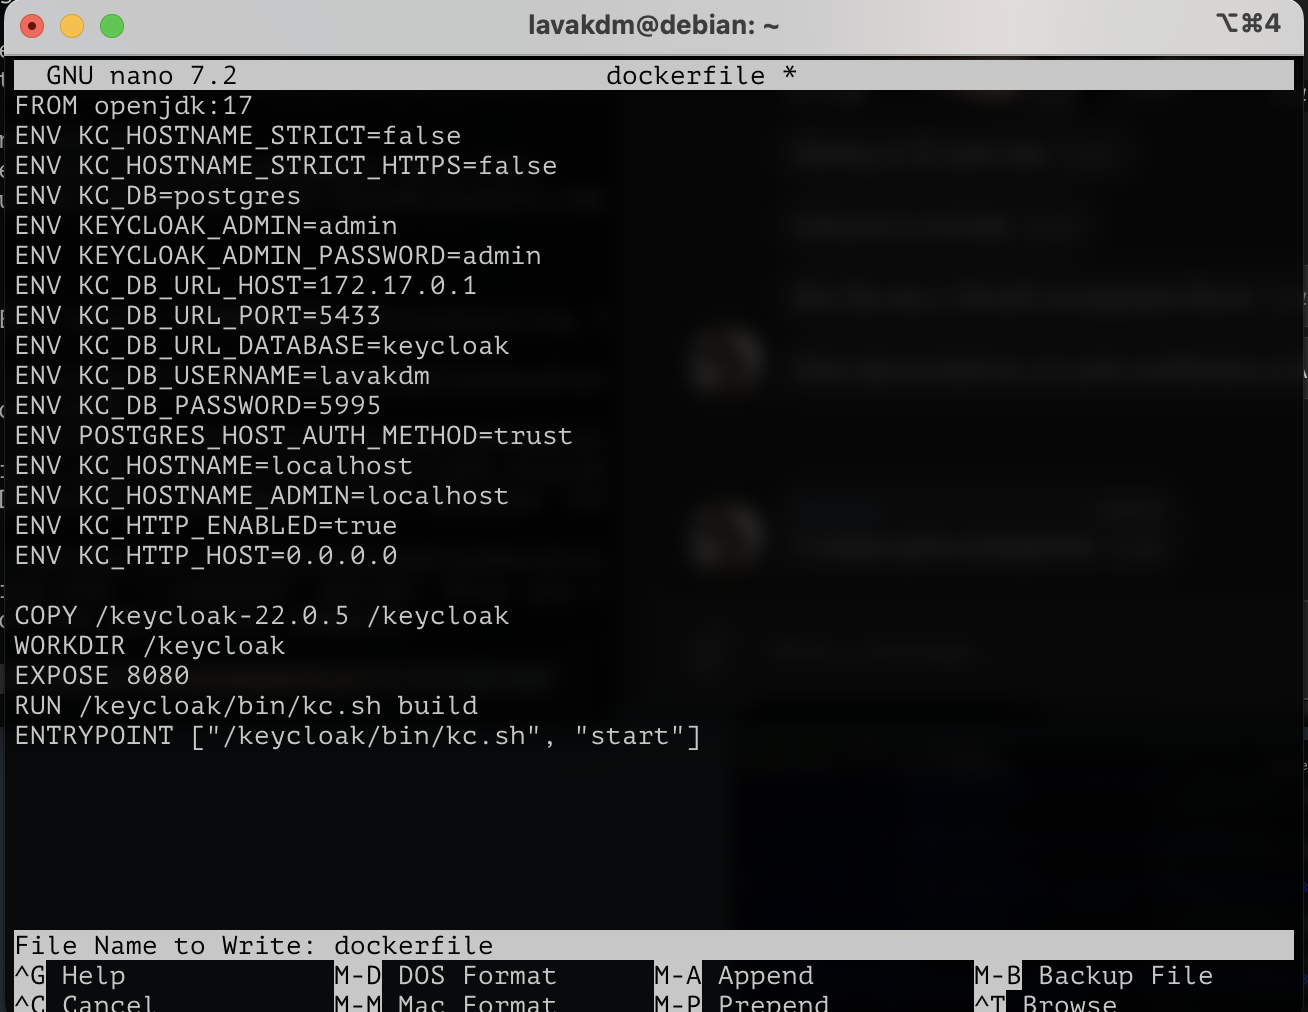 lavakdm@debian: ~
⌥⌘4
GNU nano 7.2 dockerfile *
FROM openjdk:17
ENV KC_HOSTNAME_STRICT=false
ENV KC_HOSTNAME_STRICT_HTTPS=false
ENV KC_DB=postgres
ENV KEYCLOAK_ADMIN=admin
ENV KEYCLOAK_ADMIN_PASSWORD=admin
ENV KC_DB_URL_HOST=172.17.0.1
ENV KC_DB_URL_PORT=5433
ENV KC_DB_URL_DATABASE=keycloak
ENV KC_DB_USERNAME=lavakdm
ENV KC_DB_PASSWORD=5995
ENV POSTGRES_HOST_AUTH_METHOD=trust
ENV KC_HOSTNAME=localhost
ENV KC_HOSTNAME_ADMIN=localhost
ENV KC_HTTP_ENABLED=true
ENV KC_HTTP_HOST=0.0.0.0
COPY /keycloak-22.0.5 /keycloak
WORKDIR /keycloak
EXPOSE 8080
RUN /keycloak/bin/kc.sh build
ENTRYPOINT ["/keycloak/bin/kc.sh", "start"]
File Name to Write: dockerfile
^G Help M-D DOS Format M-A Append M-B Backup File
^C Cancel M-M Mac Format M-P Prepend ^T Browse